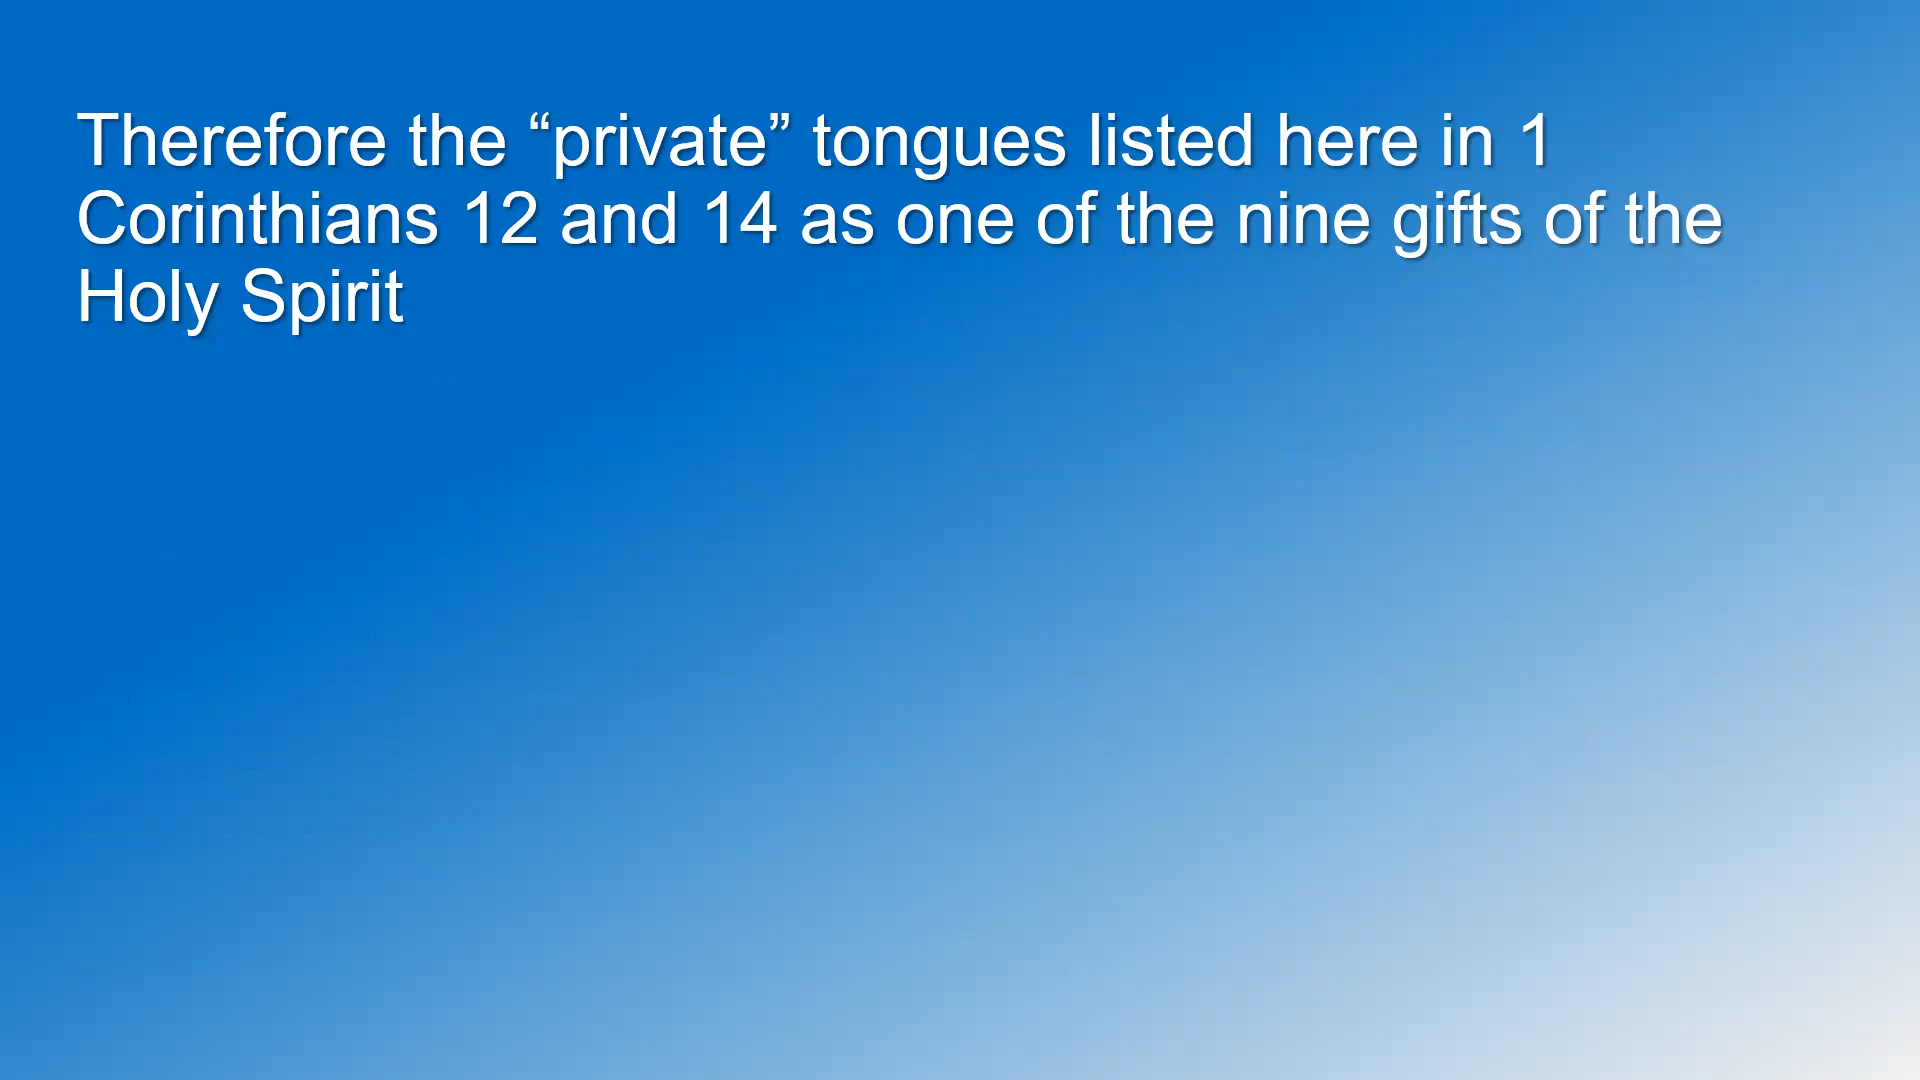 Therefore the “private” tongues listed here in 1
Corinthians 12 and 14 as one of the nine gifts of the
Holy Spirit